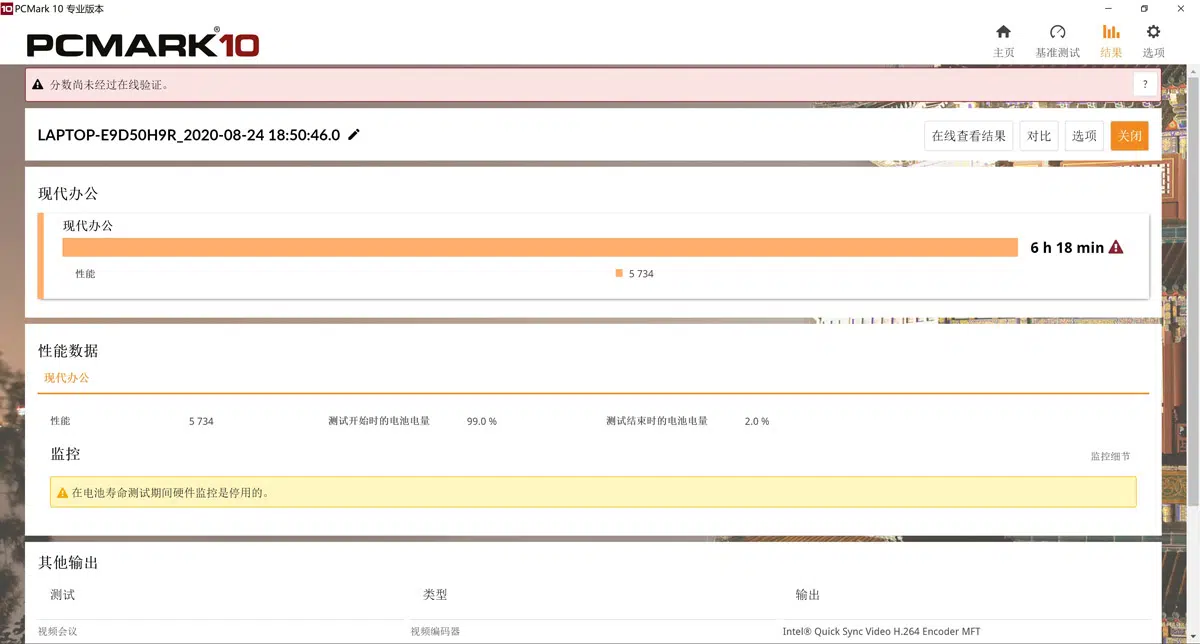 10 PCMark 10 专业版本
PCMARK®10
主页 基准测试 结果 选项
分数尚未经过在线验证。 ?
LAPTOP-E9D50H9R_2020-08-24 18:50:46.0 在线查看结果 对比 选项 关闭
现代办公
现代办公
6 h 18 min
性能 5 734
性能数据
现代办公
性能 5 734 测试开始时的电池电量 99.0 % 测试结束时的电池电量 2.0 %
监控 监控细节
在电池寿命测试期间硬件监控是停用的。
其他输出
测试 类型 输出
视频会议 视频编码器 Intel® Quick Sync Video H.264 Encoder MFT